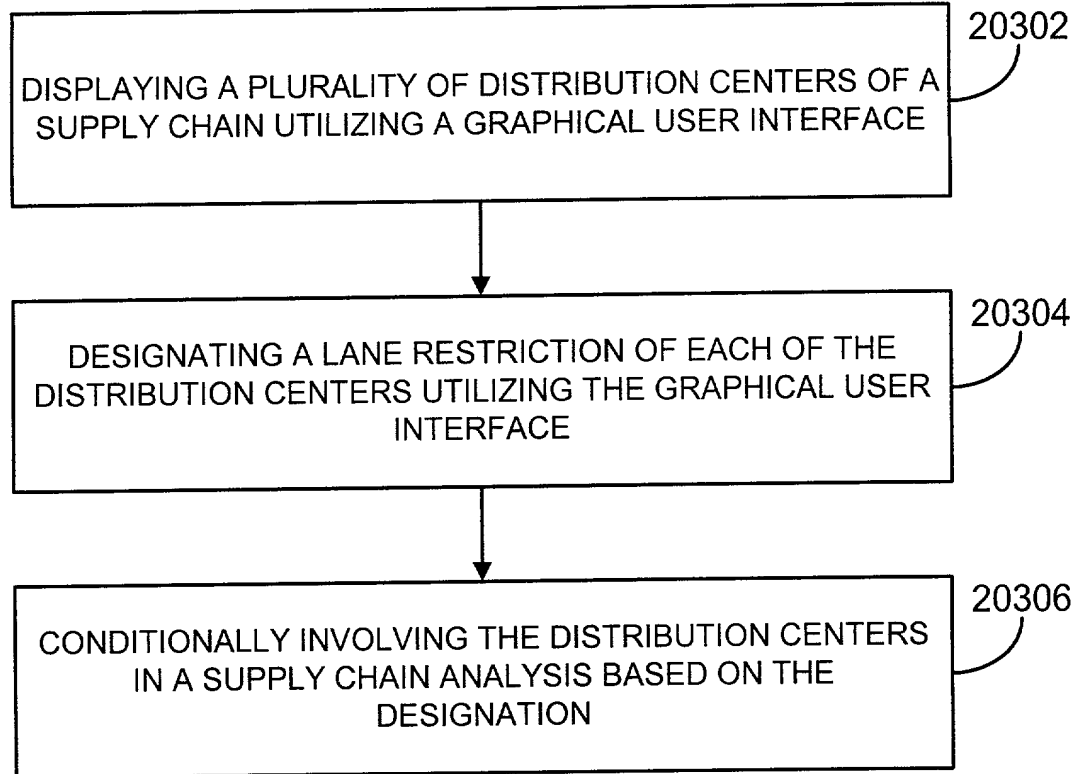 20302
DISPLAYING A PLURALITY OF DISTRIBUTION CENTERS OF A
SUPPLY CHAIN UTILIZING A GRAPHICAL USER INTERFACE
20304
DESIGNATING A LANE RESTRICTION OF EACH OF THE
DISTRIBUTION CENTERS UTILIZING THE GRAPHICAL USER
INTERFACE
20306
CONDITIONALLY INVOLVING THE DISTRIBUTION CENTERS
IN A SUPPLY CHAIN ANALYSIS BASED ON THE
DESIGNATION